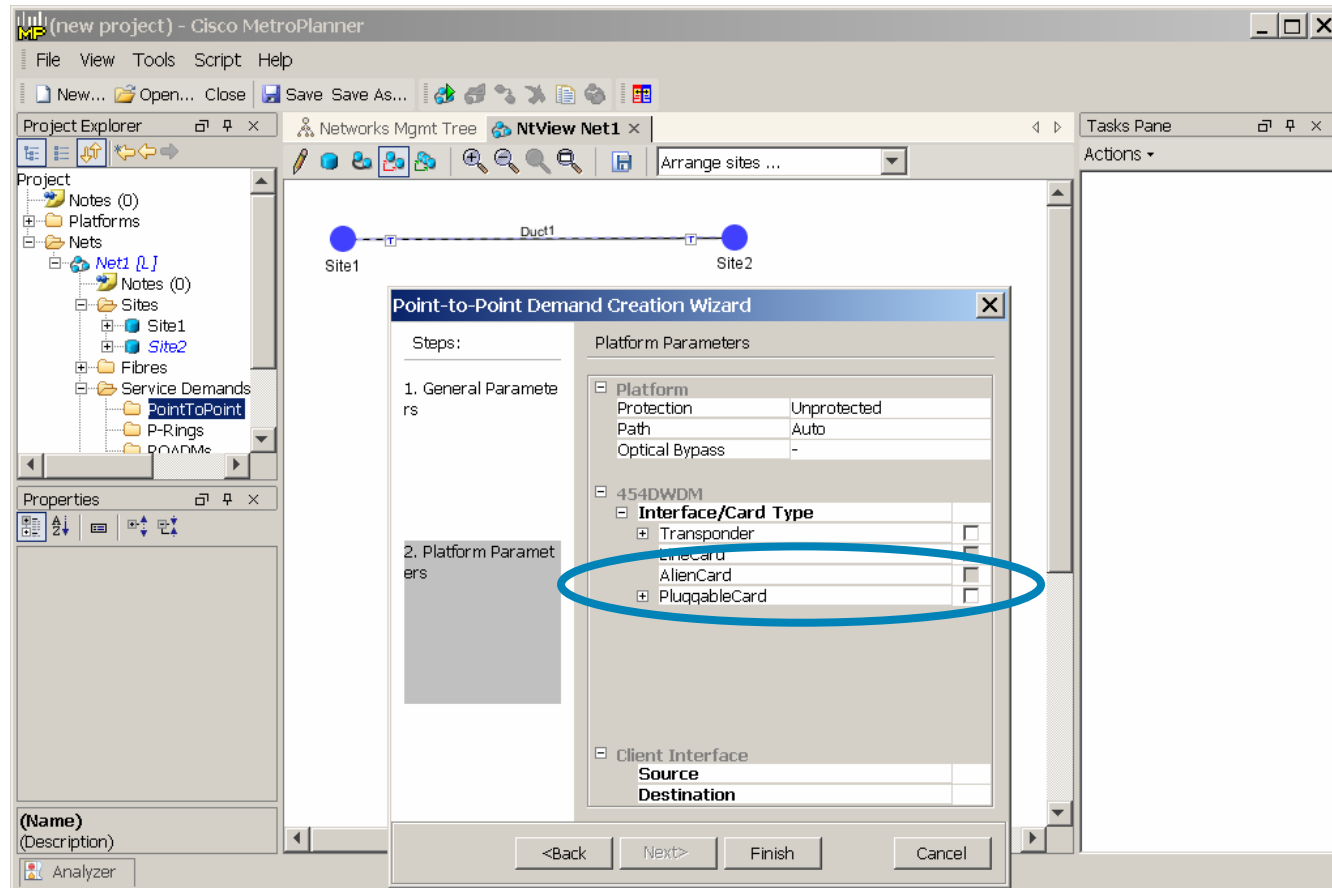 MP (new project) - Cisco MetroPlanner
File View Tools Script Help
New... Open... Close Save Save As...
Project Explorer
Project
Notes (0)
Platforms
Nets
Net1 [L]
Notes (0)
Sites
Site1
Site2
Fibres
Service Demands
PointToPoint
P-Rings
ROADMs
Properties
(Name)
(Description)
Analyzer
Networks Mgmt Tree NtView Net1
Arrange sites ...
Duct1
T T
Site1 Site2
Point-to-Point Demand Creation Wizard
Steps:
1. General Paramete
rs
2. Platform Paramet
ers
Platform Parameters
Platform
Protection Unprotected
Path Auto
Optical Bypass -
454DWDM
Interface/Card Type
Transponder
LineCard
AlienCard
PluggableCard
Client Interface
Source
Destination
<Back Next> Finish Cancel
Tasks Pane
Actions